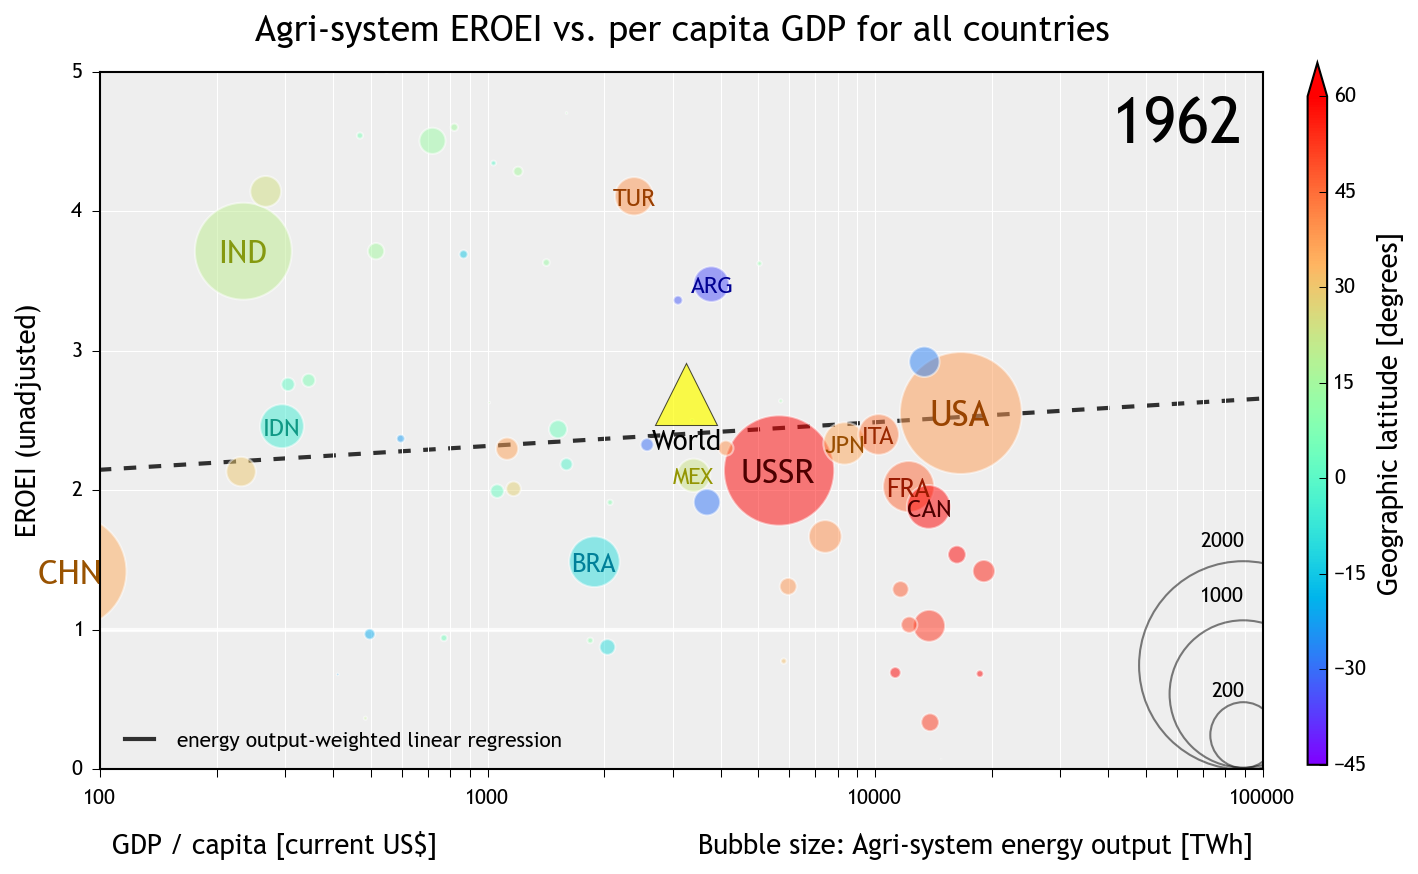 Agri-system EROEI vs. per capita GDP for all countries
1962
EROEI (unadjusted)
5
4
3
2
1
0
TUR
IND
ARG
World
USA
IDN
JPN
ITA
MEX
USSR
FRA
CAN
CHN
BRA
2000
1000
200
energy output-weighted linear regression
100
1000
10000
100000
GDP / capita [current US$]
Bubble size: Agri-system energy output [TWh]
60
45
30
15
0
−15
−30
−45
Geographic latitude [degrees]